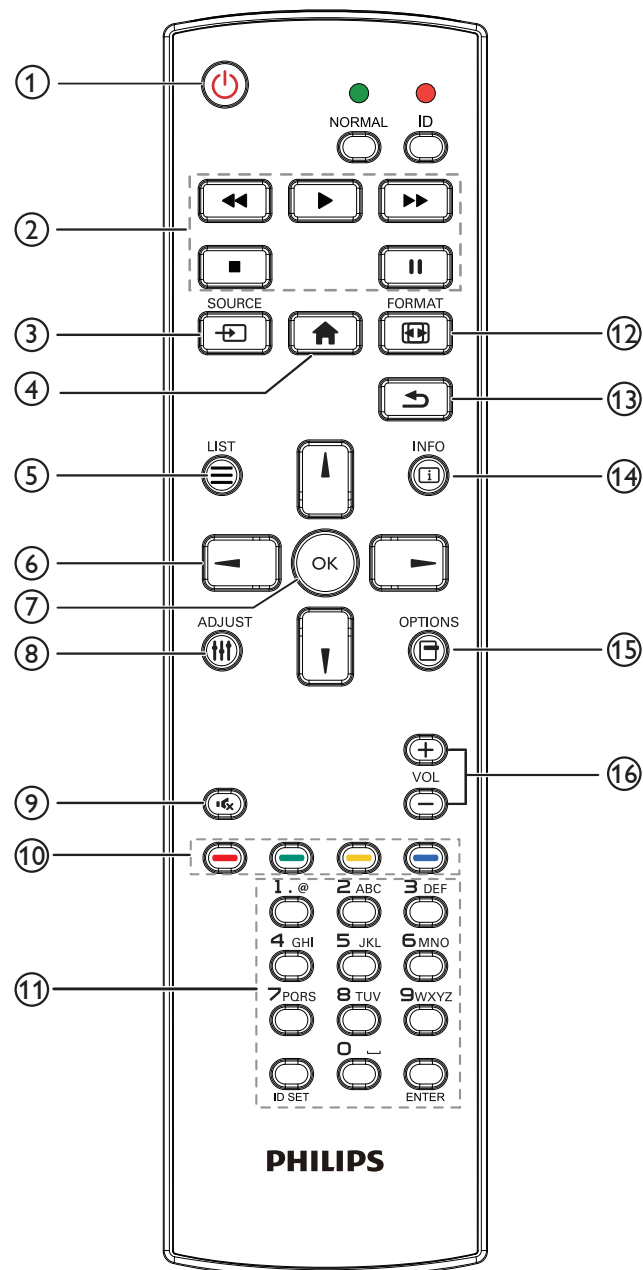 1
NORMAL ID
2
SOURCE FORMAT
3 12
4
13
LIST INFO
5 14
i
6
OK
7
ADJUST OPTIONS
8 15
VOL
16
9
10
1 . @ 2 ABC 3 DEF
4 GHI 5 JKL 6 MNO
11
7 PQRS 8 TUV 9 WXYZ
0 ⎵
ID SET ENTER
PHILIPS